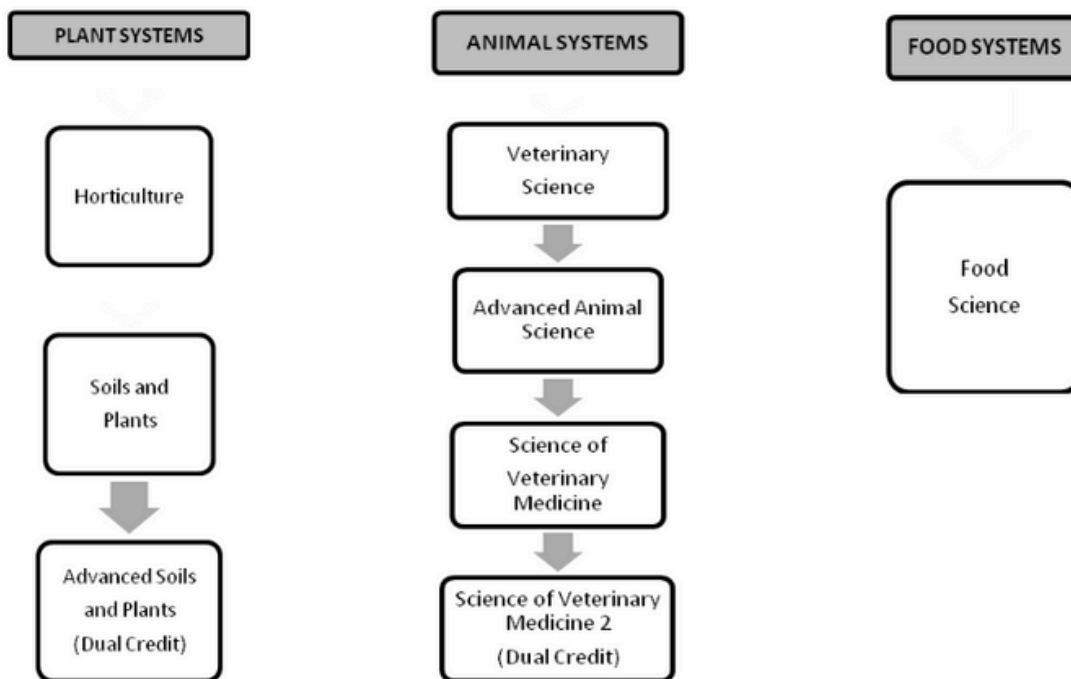 PLANT SYSTEMS
Horticulture
Soils and
Plants
Advanced Soils
and Plants
(Dual Credit)
ANIMAL SYSTEMS
Veterinary
Science
Advanced Animal
Science
Science of
Veterinary
Medicine
Science of Veterinary
Medicine 2
(Dual Credit)
FOOD SYSTEMS
Food
Science